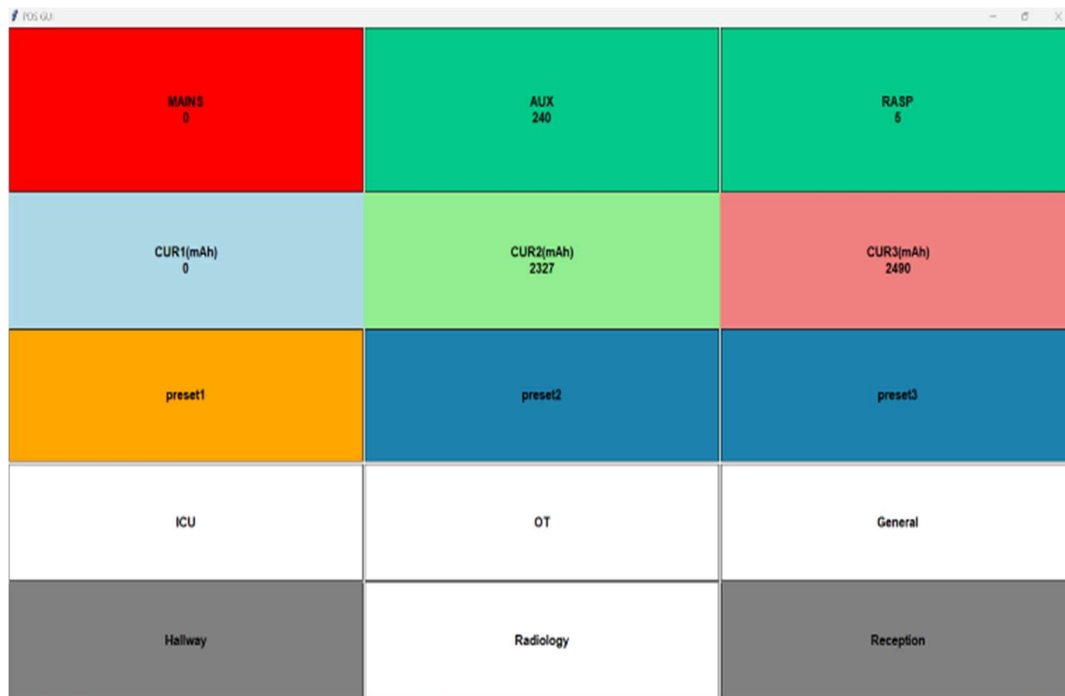 POS GUI
MAINS
0
AUX
240
RASP
5
CUR1(mAh)
0
CUR2(mAh)
2327
CUR3(mAh)
2490
preset1
preset2
preset3
ICU
OT
General
Hallway
Radiology
Reception